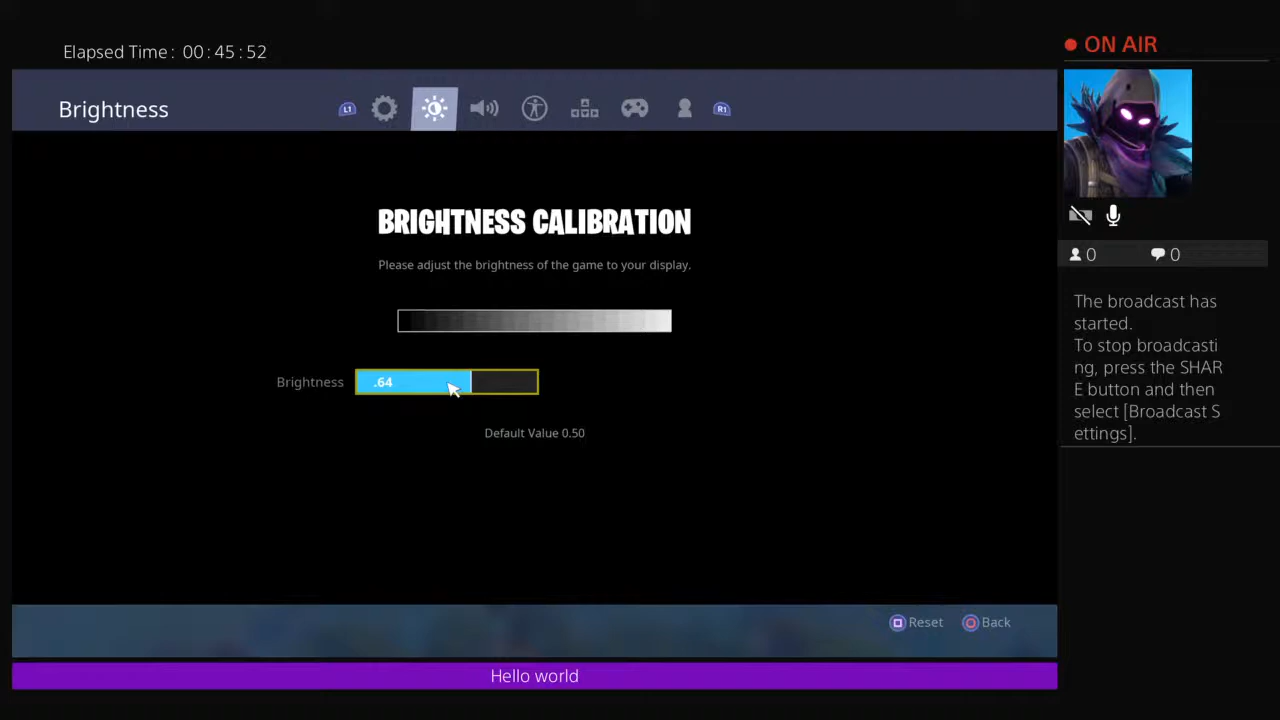 Elapsed Time: 00:45:52
ON AIR
Brightness
L1
R1
BRIGHTNESS CALIBRATION
Please adjust the brightness of the game to your display.
Brightness
.64
Default Value 0.50
0
0
The broadcast has
started.
To stop broadcasti
ng, press the SHAR
E button and then
select [Broadcast S
ettings].
Reset
Back
Hello world